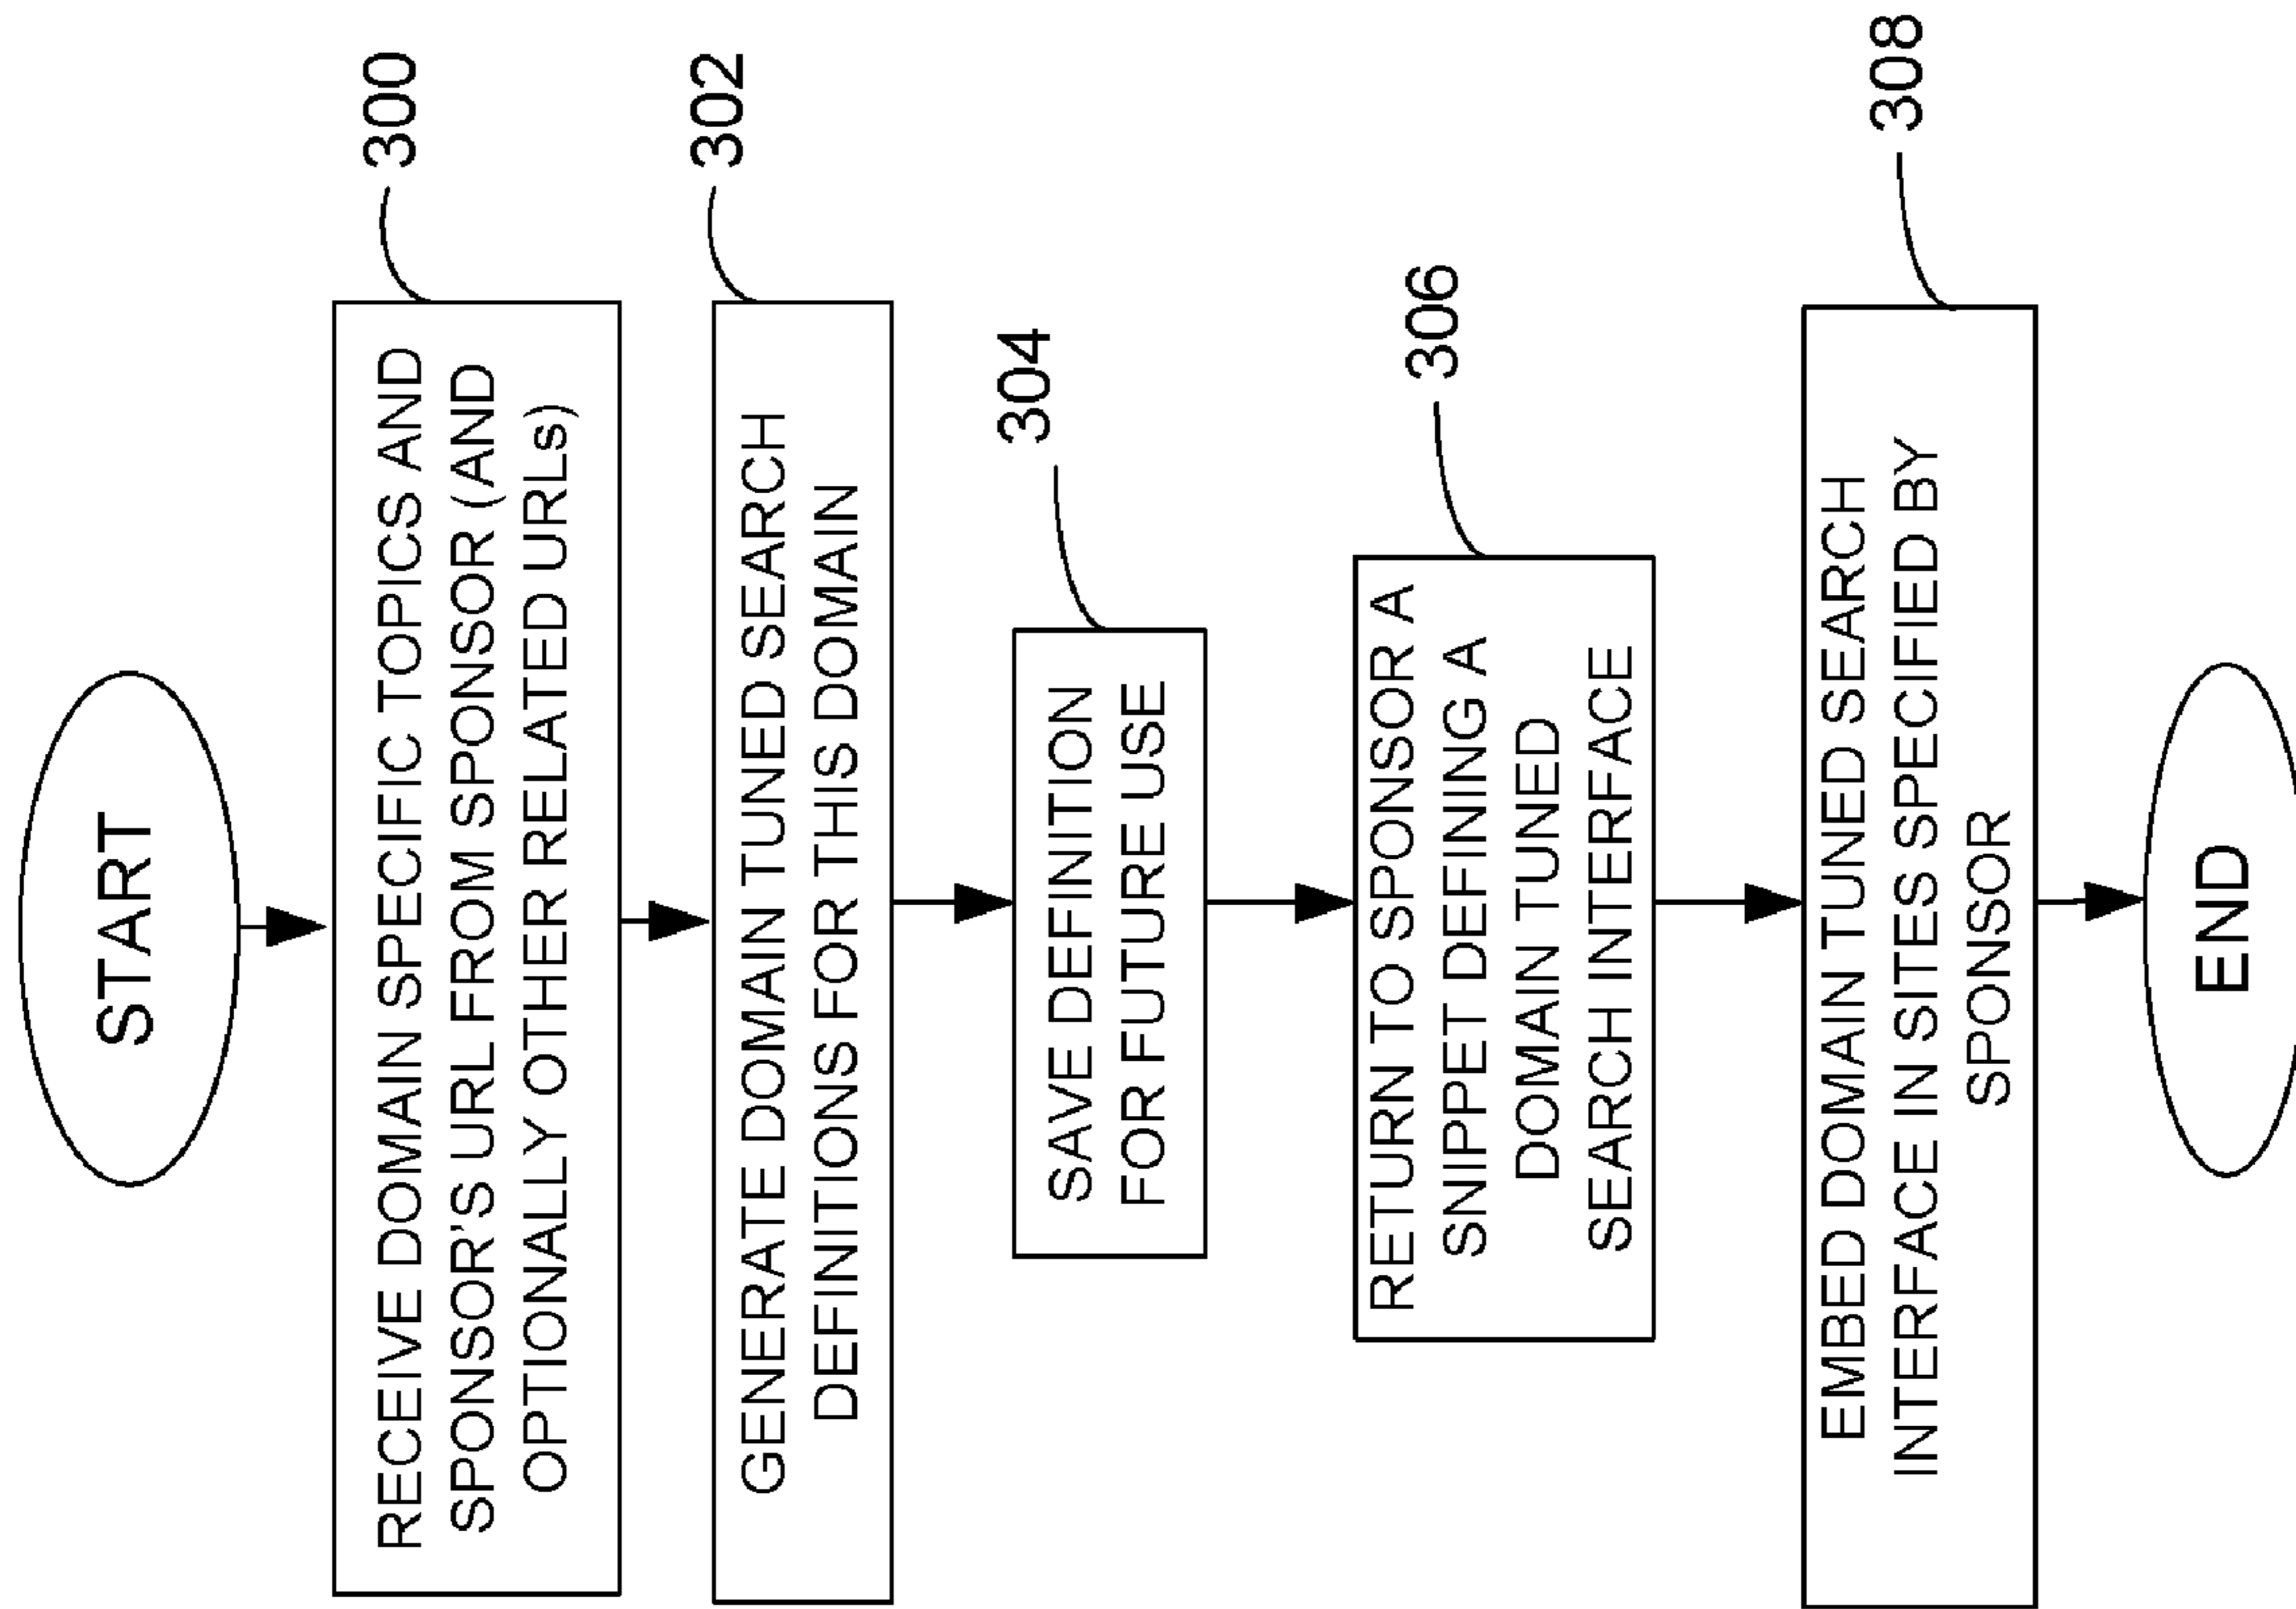 START
300
RECEIVE DOMAIN SPECIFIC TOPICS AND
SPONSOR'S URL FROM SPONSOR (AND
OPTIONALLY OTHER RELATED URLs)
302
GENERATE DOMAIN TUNED SEARCH
DEFINITIONS FOR THIS DOMAIN
304
SAVE DEFINITION
FOR FUTURE USE
306
RETURN TO SPONSOR A
SNIPPET DEFINING A
DOMAIN TUNED
SEARCH INTERFACE
308
EMBED DOMAIN TUNED SEARCH
INTERFACE IN SITES SPECIFIED BY
SPONSOR
END